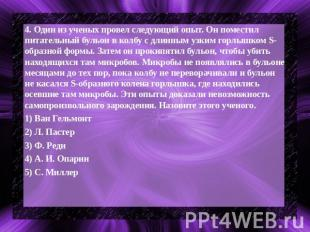 4. Один из ученых провел следующий опыт. Он поместил
питательный бульон в колбу с длинным узким горлышком S-
образной формы. Затем он прокипятил бульон, чтобы убить
находящихся там микробов. Микробы не появлялись в бульоне
месяцами до тех пор, пока колбу не переворачивали и бульон
не касался S-образного колена горлышка, где находились
осевшие там микробы. Эти опыты доказали невозможность
самопроизвольного зарождения. Назовите этого ученого.
1) Ван Гельмонт
2) Л. Пастер
3) Ф. Реди
4) А. И. Опарин
5) С. Миллер
PPt4WEB.ru